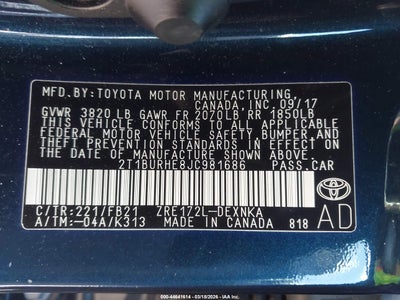 MFD.BY:TOYOTA MOTOR MANUFACTURING,
CANADA,INC.09/17
GVWR 3820 LB GAWR FR 2070LB RR 1850LB
THIS VEHICLE CONFORMS TO ALL APPLICABLE
FEDERAL MOTOR VEHICLE SAFETY,BUMPER,AND
THEFT PREVENTION STANDARDS IN EFFECT ON
THE DATE OF MANUFACTURE SHOWN ABOVE.
2T1BURHE8JC981686 PASS.CAR
C/TR:221/FB21 ZRE172L-DEXNKA
A/TM:-04A/K313 MADE IN CANADA 818
AD
000-44641614 - 03/18/2026 - IAA Inc.